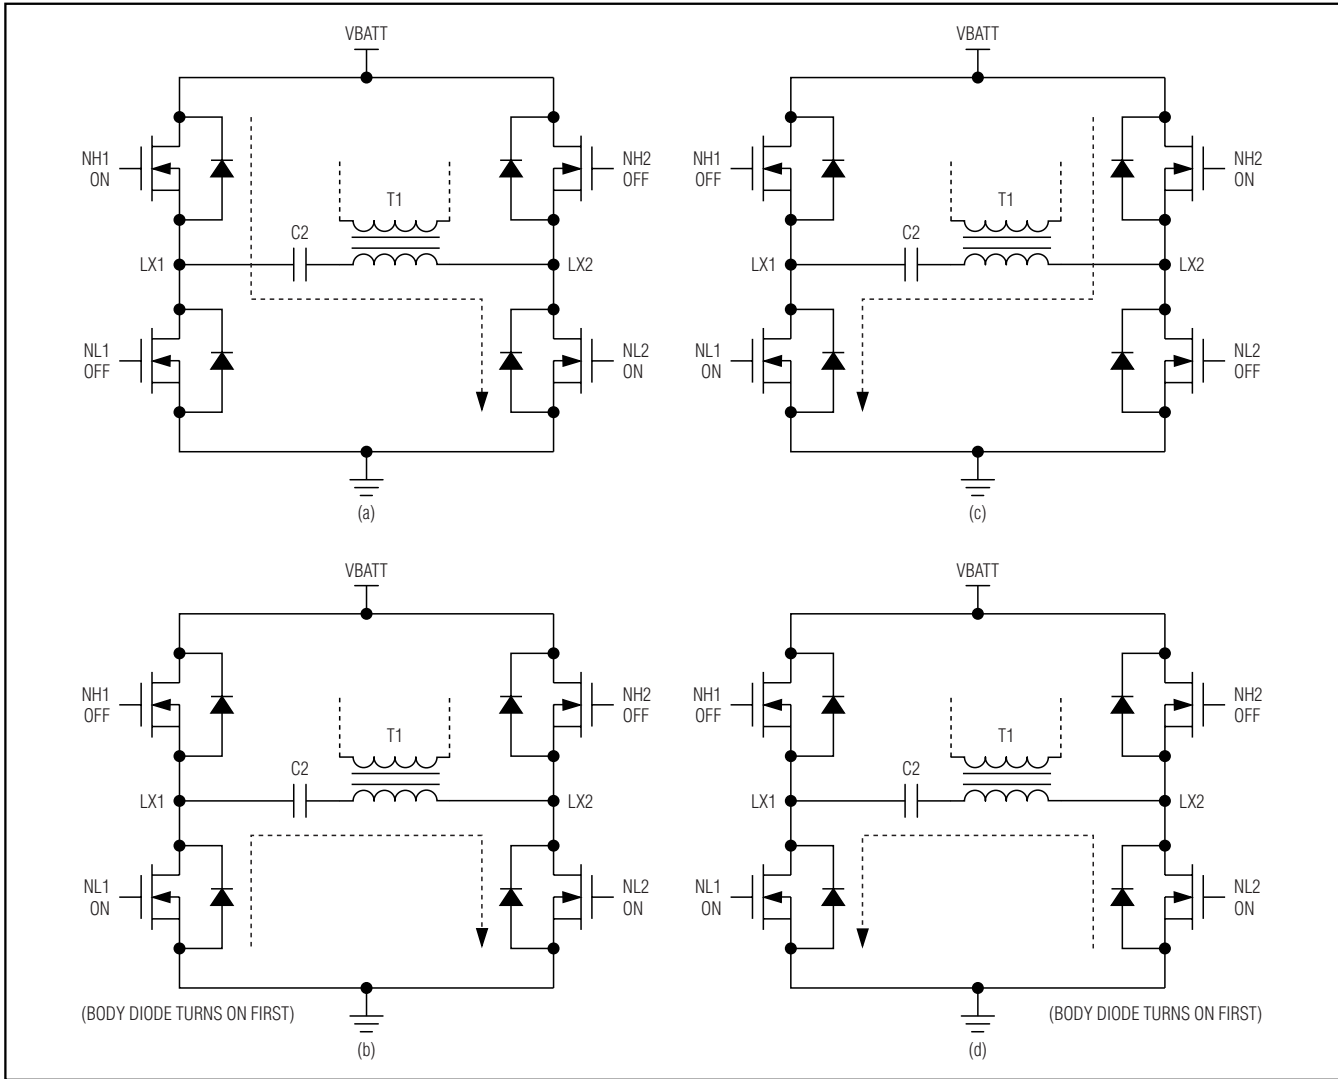 VBATT
NH1
ON
NH2
OFF
T1
C2
LX1
LX2
NL1
OFF
NL2
ON
(a)
VBATT
NH1
OFF
NH2
ON
T1
C2
LX1
LX2
NL1
ON
NL2
OFF
(c)
VBATT
NH1
OFF
NH2
OFF
T1
C2
LX1
LX2
NL1
ON
NL2
ON
(BODY DIODE TURNS ON FIRST)
(b)
VBATT
NH1
OFF
NH2
OFF
T1
C2
LX1
LX2
NL1
ON
NL2
ON
(BODY DIODE TURNS ON FIRST)
(d)